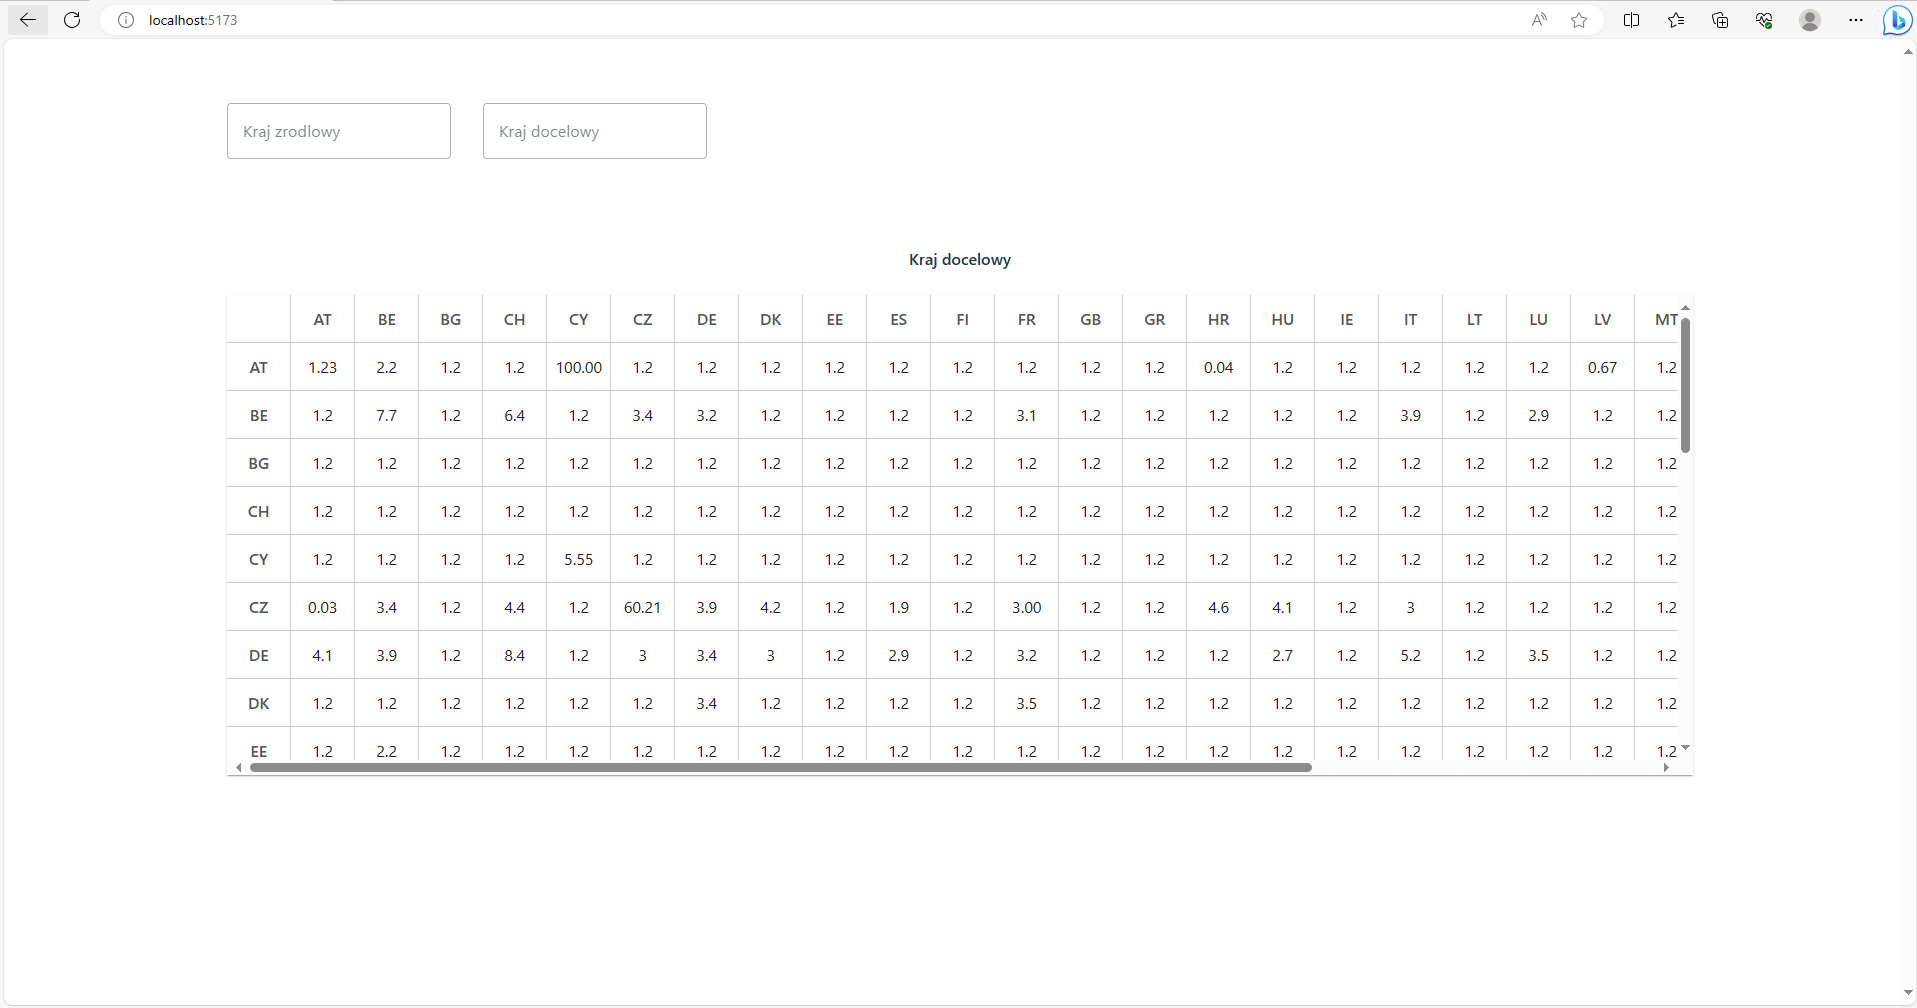 localhost:5173
Kraj zrodlowy Kraj docelowy
Kraj docelowy
AT BE BG CH CY CZ DE DK EE ES FI FR GB GR HR HU IE IT LT LU LV MT
AT 1.23 2.2 1.2 1.2 100.00 1.2 1.2 1.2 1.2 1.2 1.2 1.2 1.2 1.2 0.04 1.2 1.2 1.2 1.2 1.2 0.67 1.2
BE 1.2 7.7 1.2 6.4 1.2 3.4 3.2 1.2 1.2 1.2 1.2 3.1 1.2 1.2 1.2 1.2 1.2 3.9 1.2 2.9 1.2 1.2
BG 1.2 1.2 1.2 1.2 1.2 1.2 1.2 1.2 1.2 1.2 1.2 1.2 1.2 1.2 1.2 1.2 1.2 1.2 1.2 1.2 1.2 1.2
CH 1.2 1.2 1.2 1.2 1.2 1.2 1.2 1.2 1.2 1.2 1.2 1.2 1.2 1.2 1.2 1.2 1.2 1.2 1.2 1.2 1.2 1.2
CY 1.2 1.2 1.2 1.2 5.55 1.2 1.2 1.2 1.2 1.2 1.2 1.2 1.2 1.2 1.2 1.2 1.2 1.2 1.2 1.2 1.2 1.2
CZ 0.03 3.4 1.2 4.4 1.2 60.21 3.9 4.2 1.2 1.9 1.2 3.00 1.2 1.2 4.6 4.1 1.2 3 1.2 1.2 1.2 1.2
DE 4.1 3.9 1.2 8.4 1.2 3 3.4 3 1.2 2.9 1.2 3.2 1.2 1.2 1.2 2.7 1.2 5.2 1.2 3.5 1.2 1.2
DK 1.2 1.2 1.2 1.2 1.2 1.2 3.4 1.2 1.2 1.2 1.2 3.5 1.2 1.2 1.2 1.2 1.2 1.2 1.2 1.2 1.2 1.2
EE 1.2 2.2 1.2 1.2 1.2 1.2 1.2 1.2 1.2 1.2 1.2 1.2 1.2 1.2 1.2 1.2 1.2 1.2 1.2 1.2 1.2 1.2